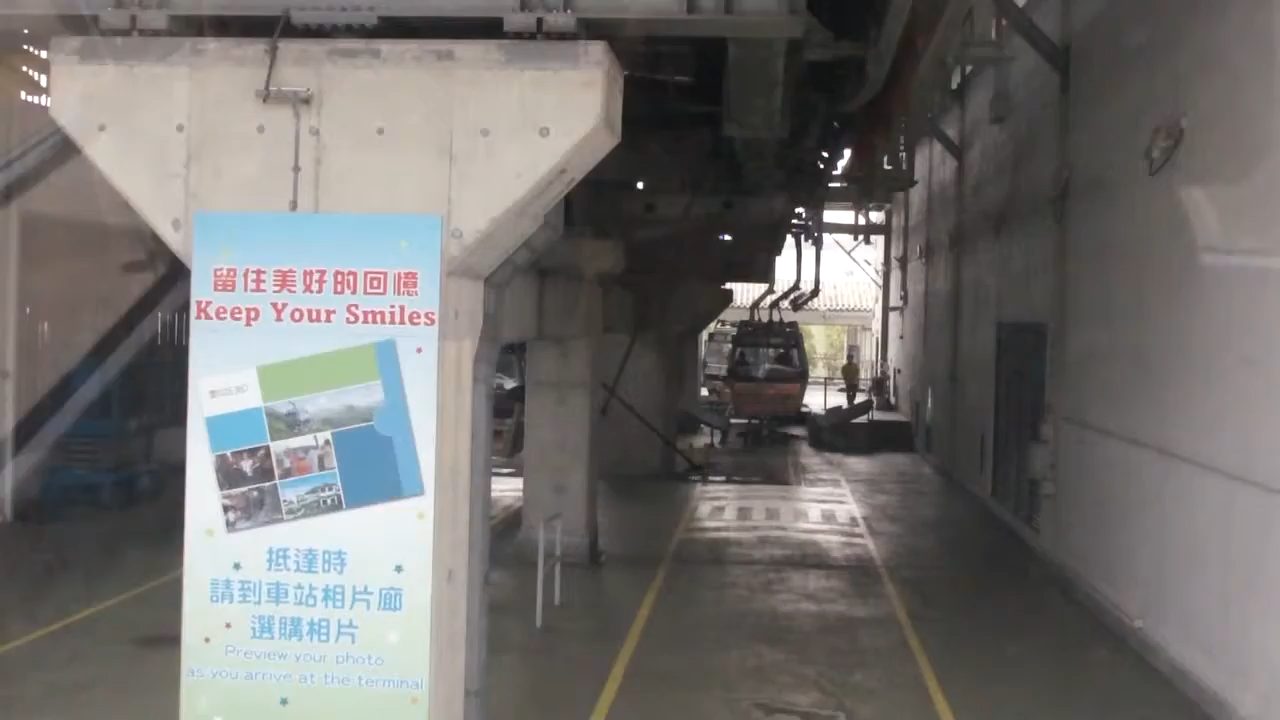 留住美好的回憶
Keep Your Smiles
抵達時
請到車站相片廊
選購相片
Preview your photo
as you arrive at the terminal